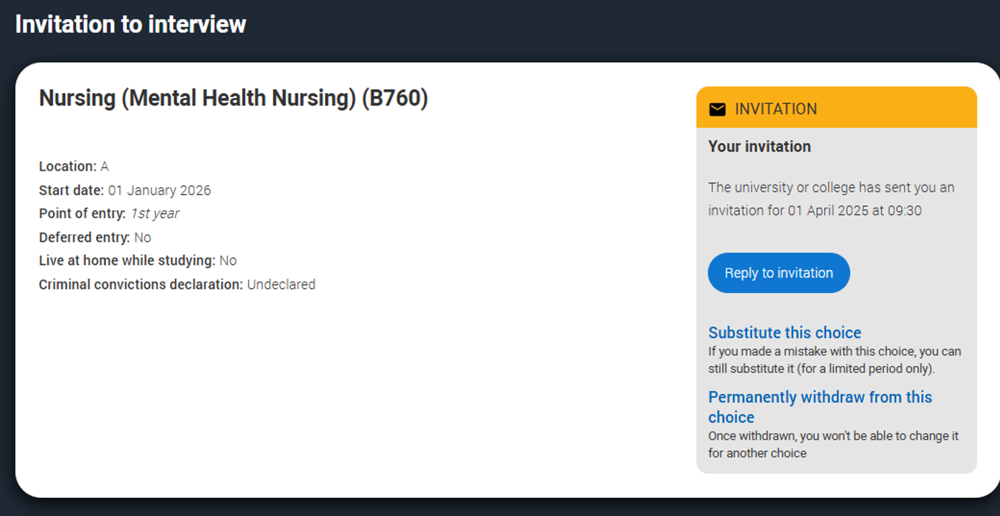 Invitation to interview
Nursing (Mental Health Nursing) (B760)
Location: A
Start date: 01 January 2026
Point of entry: 1st year
Deferred entry: No
Live at home while studying: No
Criminal convictions declaration: Undeclared
INVITATION
Your invitation
The university or college has sent you an
invitation for 01 April 2025 at 09:30
Reply to invitation
Substitute this choice
If you made a mistake with this choice, you can
still substitute it (for a limited period only).
Permanently withdraw from this
choice
Once withdrawn, you won't be able to change it
for another choice